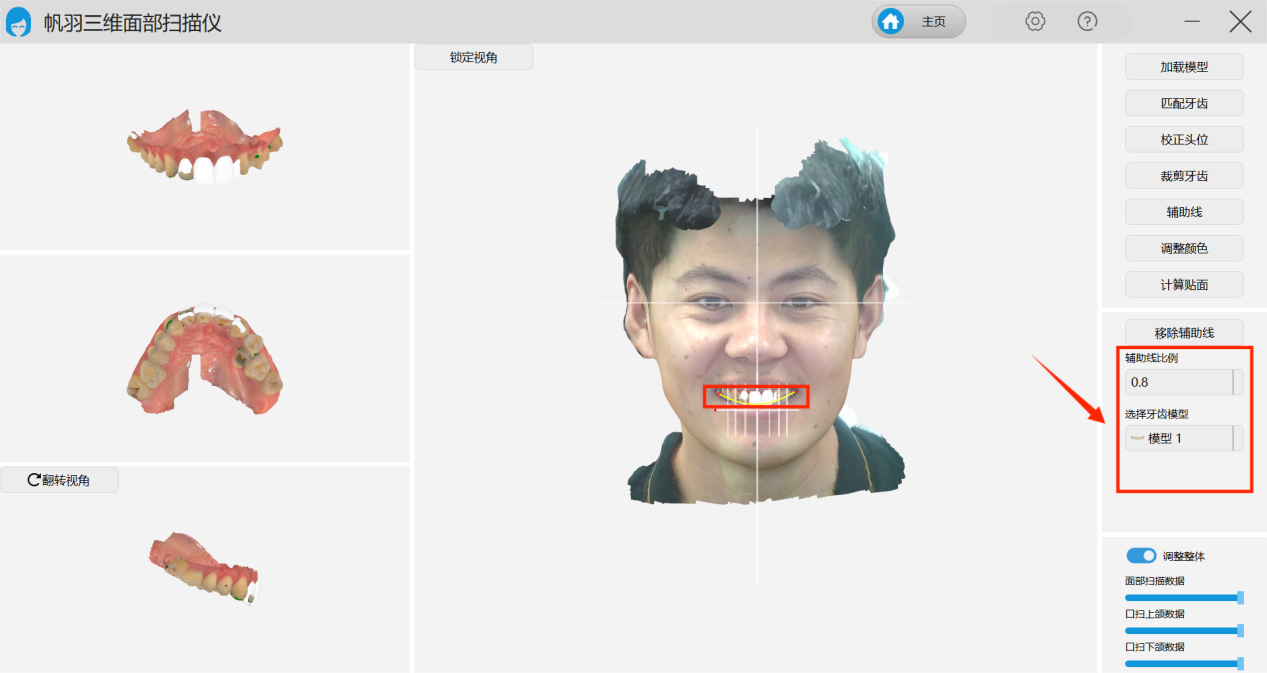 帆羽三维面部扫描仪
主页
锁定视角
翻转视角
加载模型
匹配牙齿
校正头位
裁剪牙齿
辅助线
调整颜色
计算贴面
移除辅助线
辅助线比例
0.8
选择牙齿模型
模型 1
调整整体
面部扫描数据
口扫上颌数据
口扫下颌数据